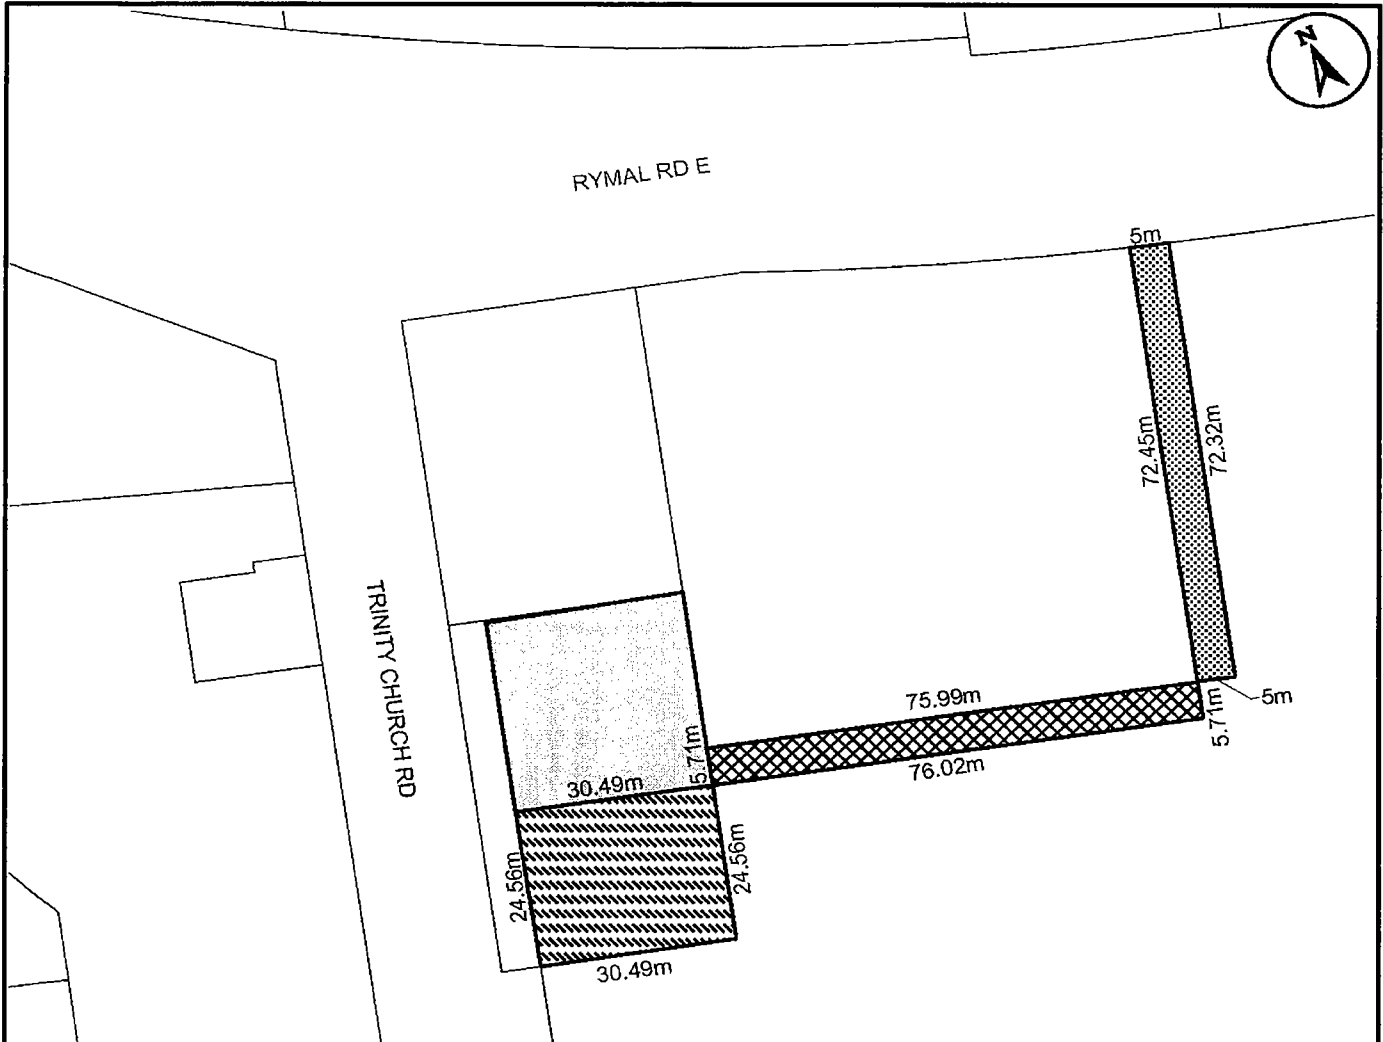 N
RYMAL RD E
5m
72.45m
72.32m
TRINITY CHURCH RD
75.99m
5m
5.71m
5.71m
30.49m
76.02m
24.56m
24.56m
30.49m